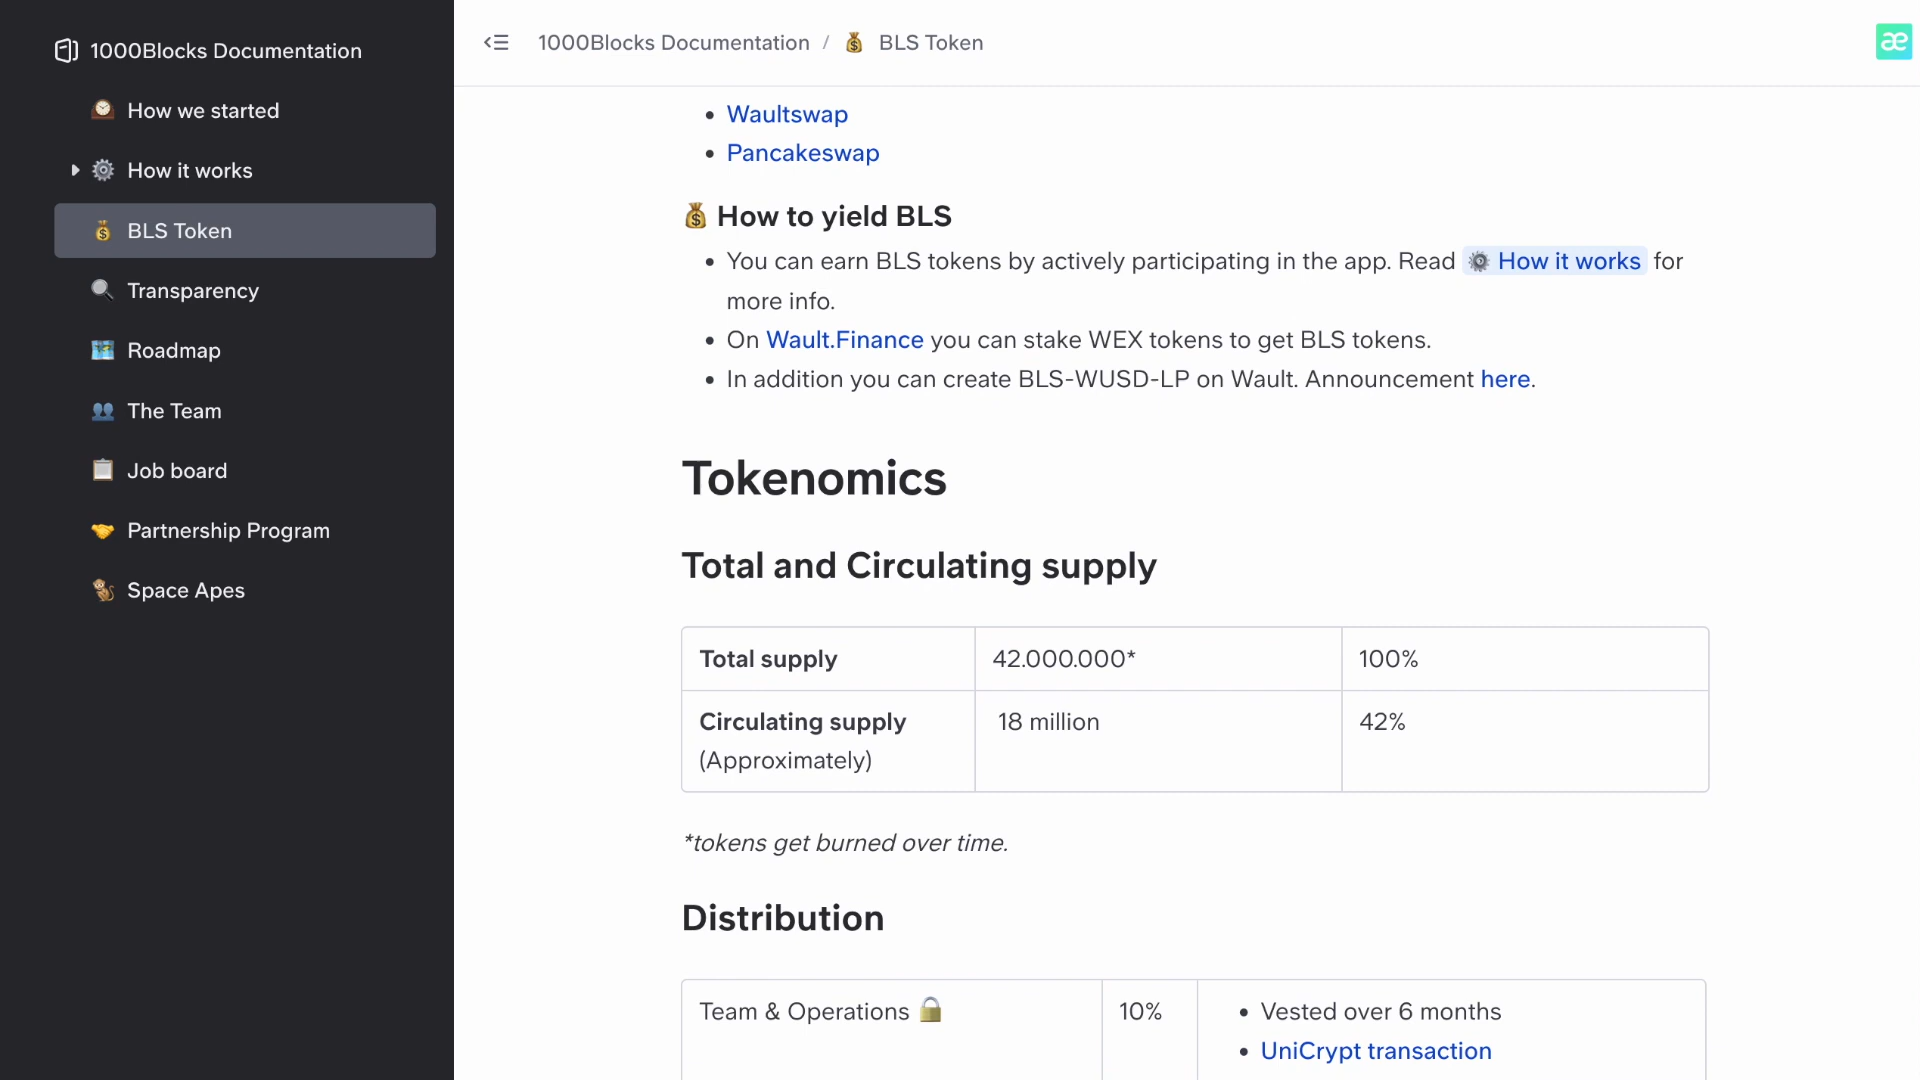 1000Blocks Documentation
How we started
How it works
BLS Token
Transparency
Roadmap
The Team
Job board
Partnership Program
Space Apes
1000Blocks Documentation / BLS Token
æ
Waultswap
Pancakeswap
How to yield BLS
You can earn BLS tokens by actively participating in the app. Read How it works for
more info.
On Wault.Finance you can stake WEX tokens to get BLS tokens.
In addition you can create BLS-WUSD-LP on Wault. Announcement here.
Tokenomics
Total and Circulating supply
Total supply 42.000.000* 100%
Circulating supply 18 million 42%
(Approximately)
*tokens get burned over time.
Distribution
Team & Operations 10% Vested over 6 months
UniCrypt transaction